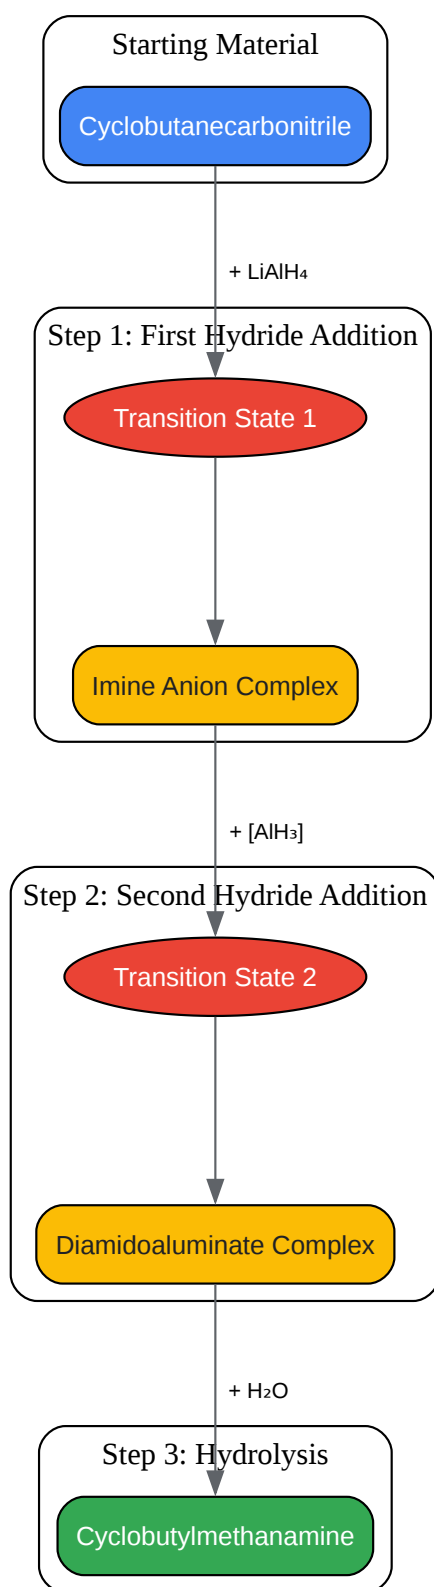 Starting Material
Cyclobutanecarbonitrile
+ LiAlH₄
Step 1: First Hydride Addition
Transition State 1
Imine Anion Complex
+ [AlH₃]
Step 2: Second Hydride Addition
Transition State 2
Diamidoaluminate Complex
+ H₂O
Step 3: Hydrolysis
Cyclobutylmethanamine